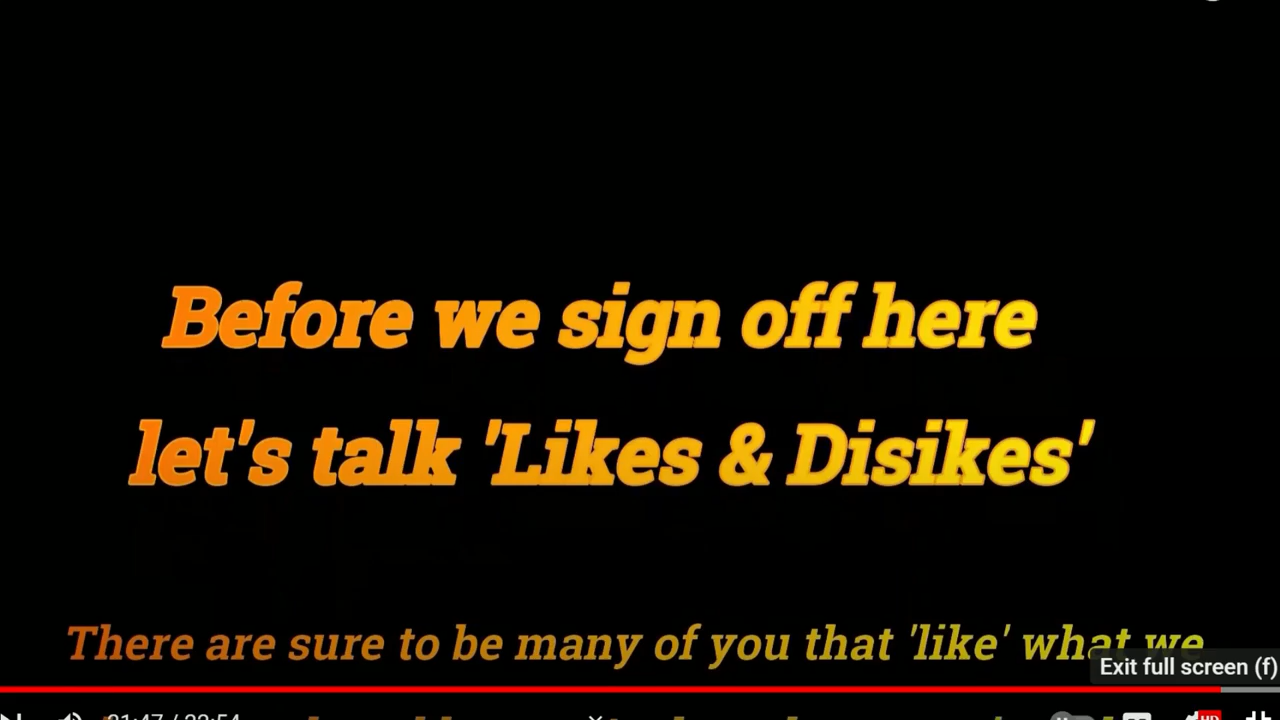 Before we sign off here
let's talk 'Likes & Disikes'
There are sure to be many of you that 'like' what we
Exit full screen (f)
HD